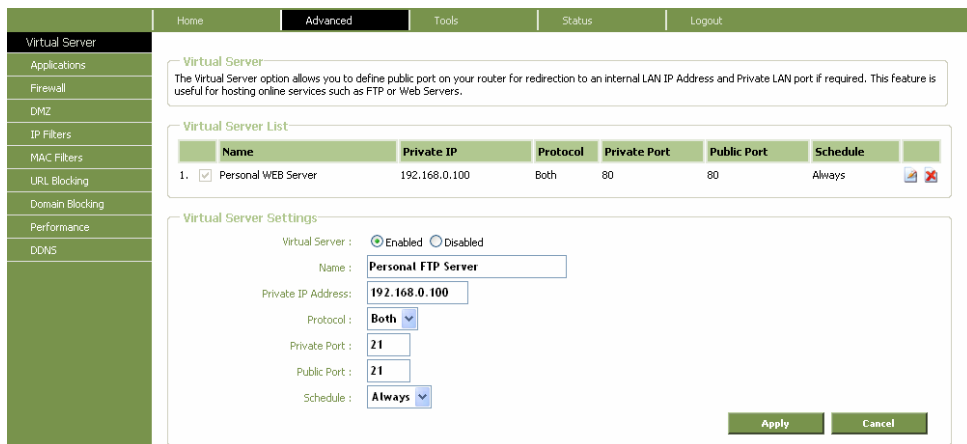 Home Advanced Tools Status Logout
Virtual Server
Applications
Firewall
DMZ
IP Filters
MAC Filters
URL Blocking
Domain Blocking
Performance
DDNS
Virtual Server
The Virtual Server option allows you to define public port on your router for redirection to an internal LAN IP Address and Private LAN port if required. This feature is
useful for hosting online services such as FTP or Web Servers.
Virtual Server List
Name Private IP Protocol Private Port Public Port Schedule
1. Personal WEB Server 192.168.0.100 Both 80 80 Always
Virtual Server Settings
Virtual Server : Enabled Disabled
Name : Personal FTP Server
Private IP Address: 192.168.0.100
Protocol : Both
Private Port : 21
Public Port : 21
Schedule : Always
Apply Cancel